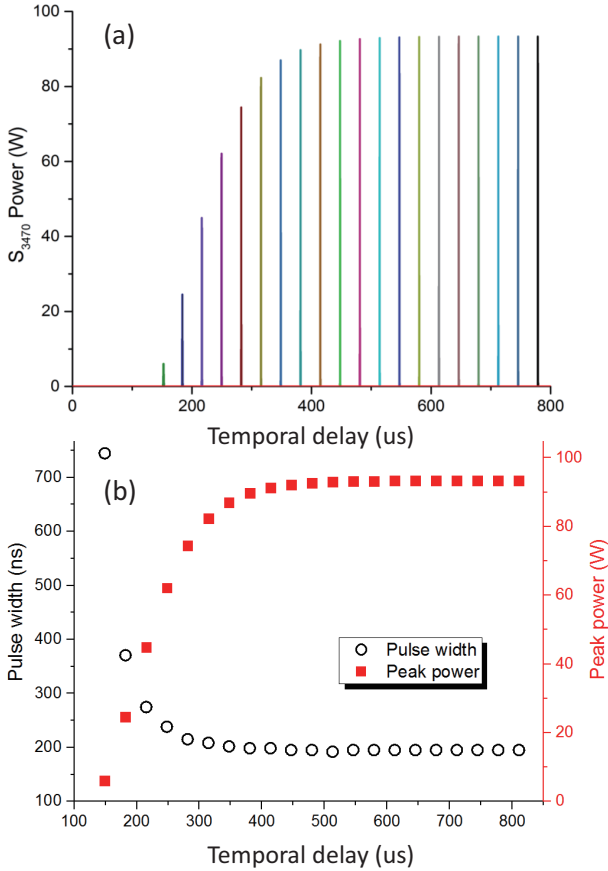 (a)
100
80
60
40
20
0
S3470 Power (W)
0 200 400 600 800
Temporal delay (us)
(b)
700
600
500
400
300
200
100
Pulse width (ns)
100
80
60
40
20
0
Peak power (W)
Pulse width
Peak power
100 200 300 400 500 600 700 800
Temporal delay (us)